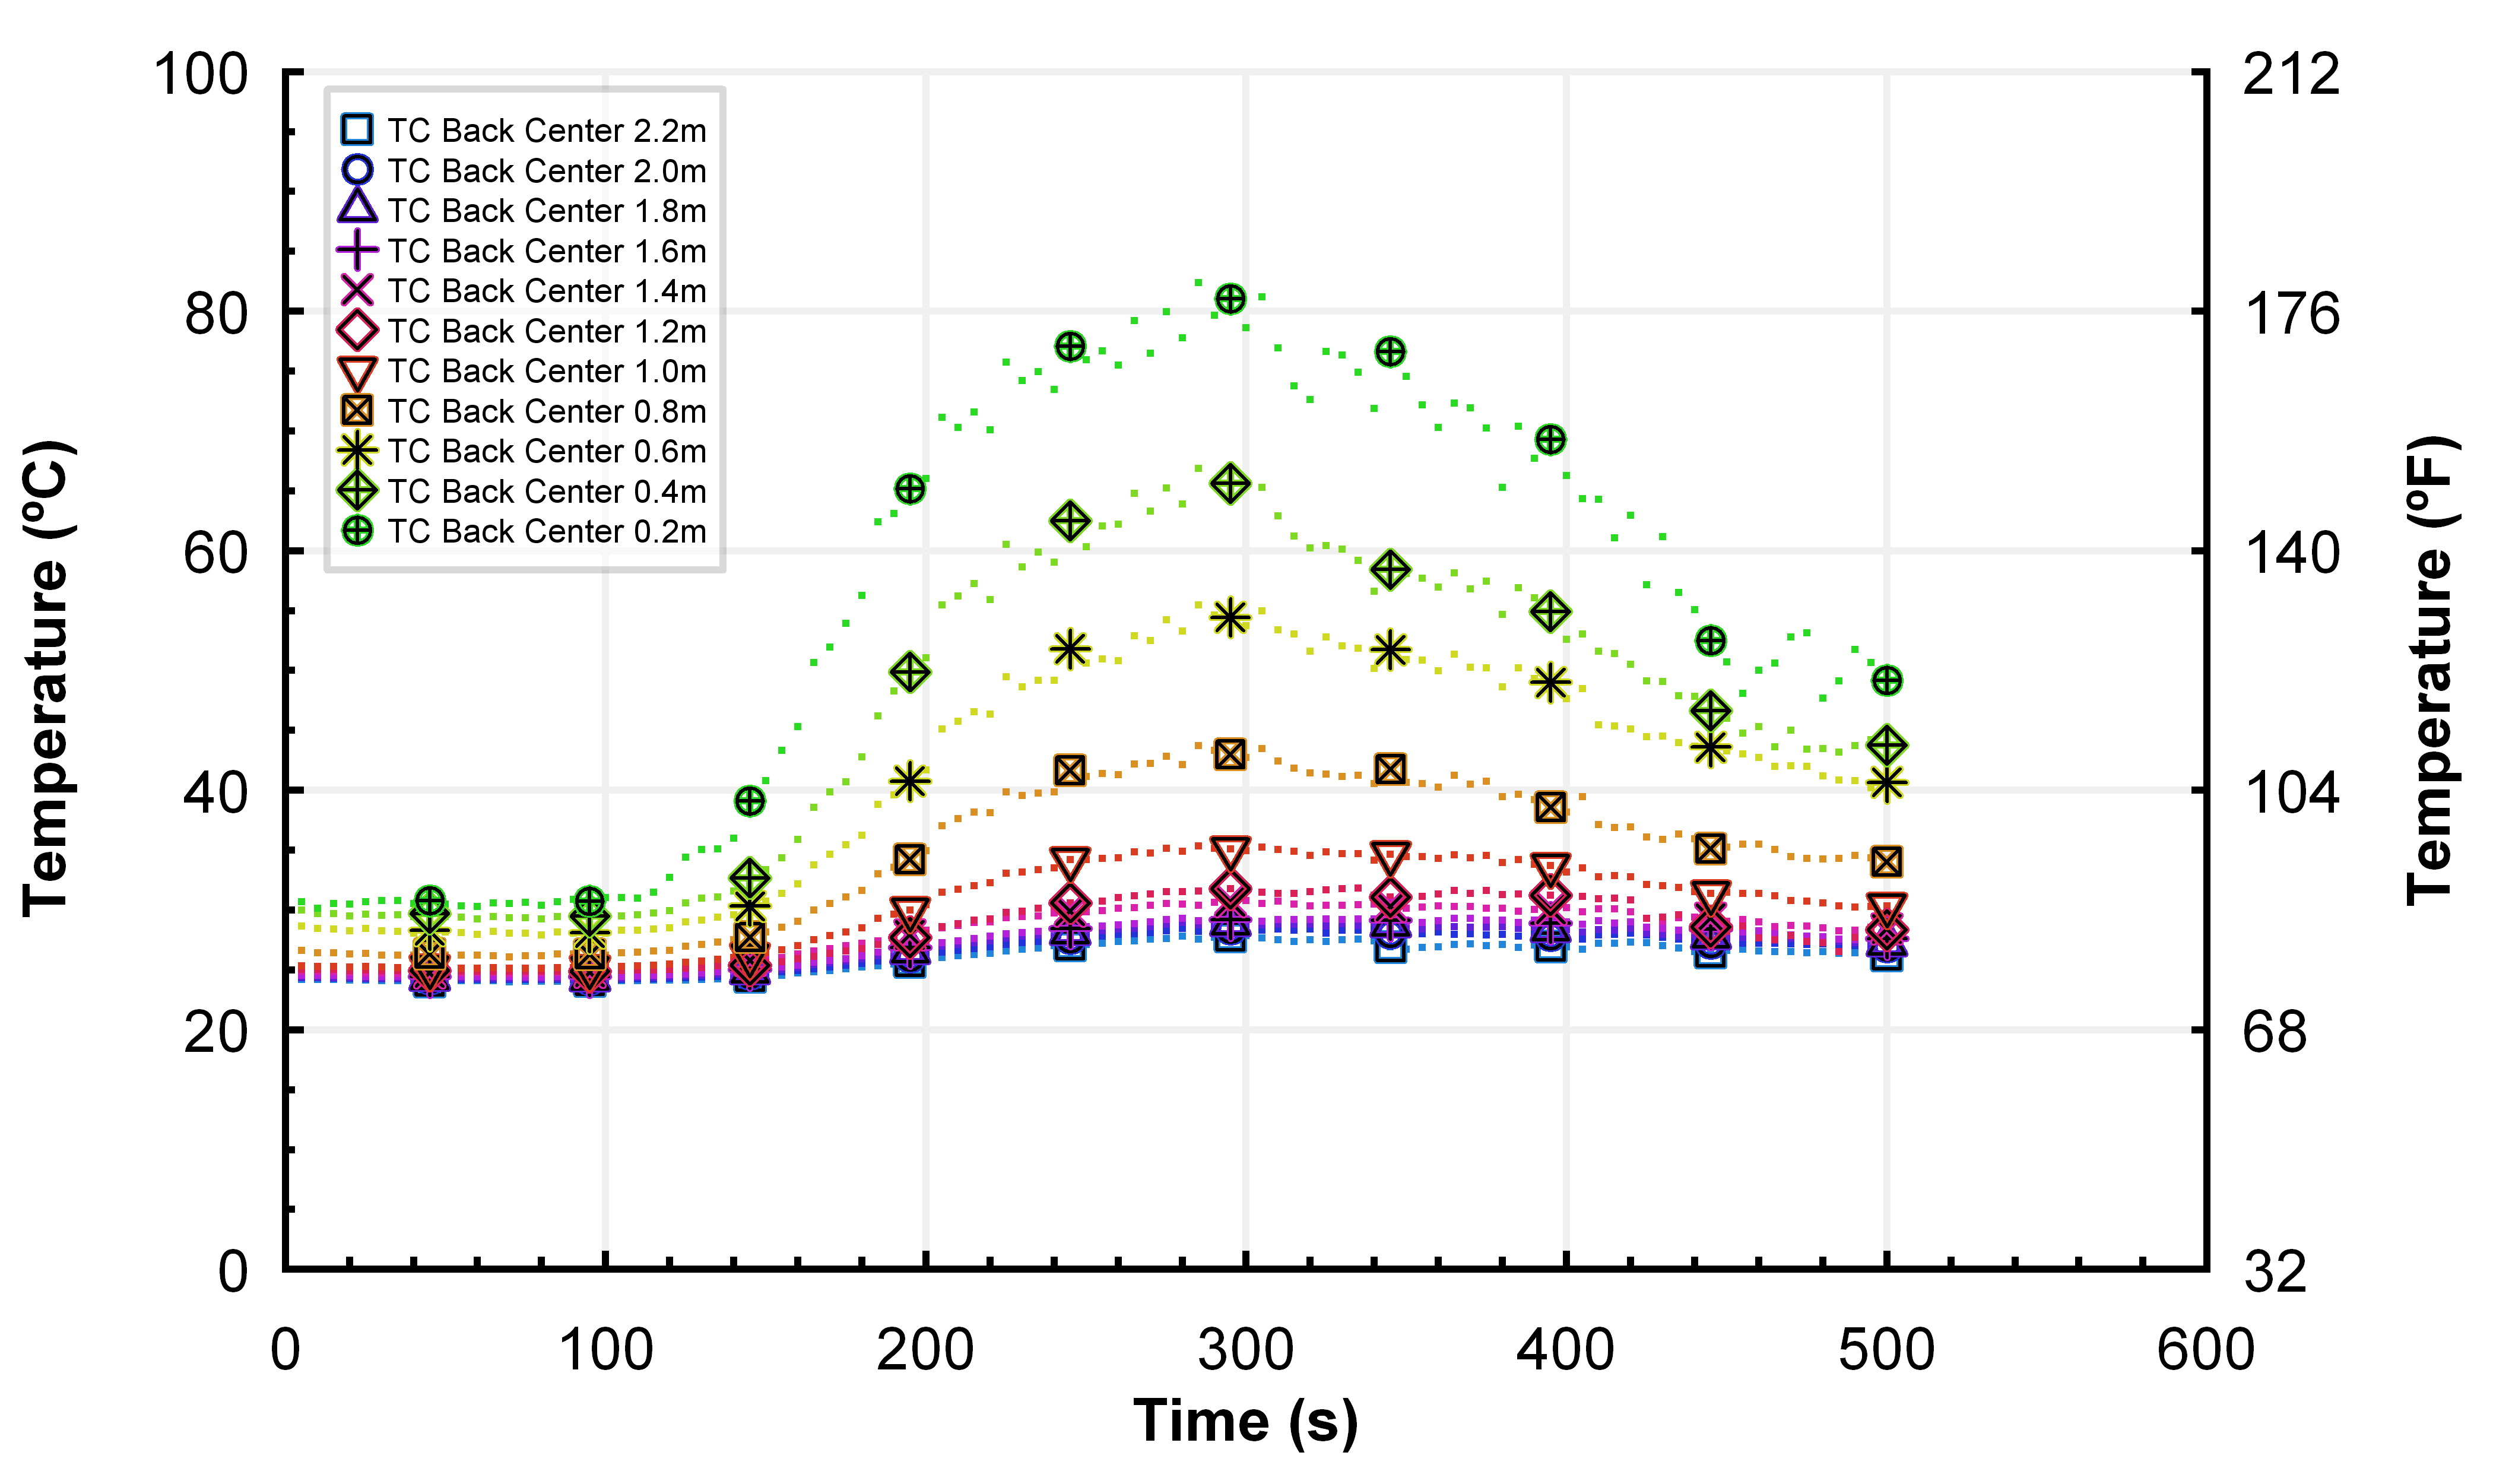 100
80
60
40
20
0
212
176
140
104
68
32
0 100 200 300 400 500 600
Time (s)
Temperature (ºC)
Temperature (ºF)
TC Back Center 2.2m
TC Back Center 2.0m
TC Back Center 1.8m
TC Back Center 1.6m
TC Back Center 1.4m
TC Back Center 1.2m
TC Back Center 1.0m
TC Back Center 0.8m
TC Back Center 0.6m
TC Back Center 0.4m
TC Back Center 0.2m